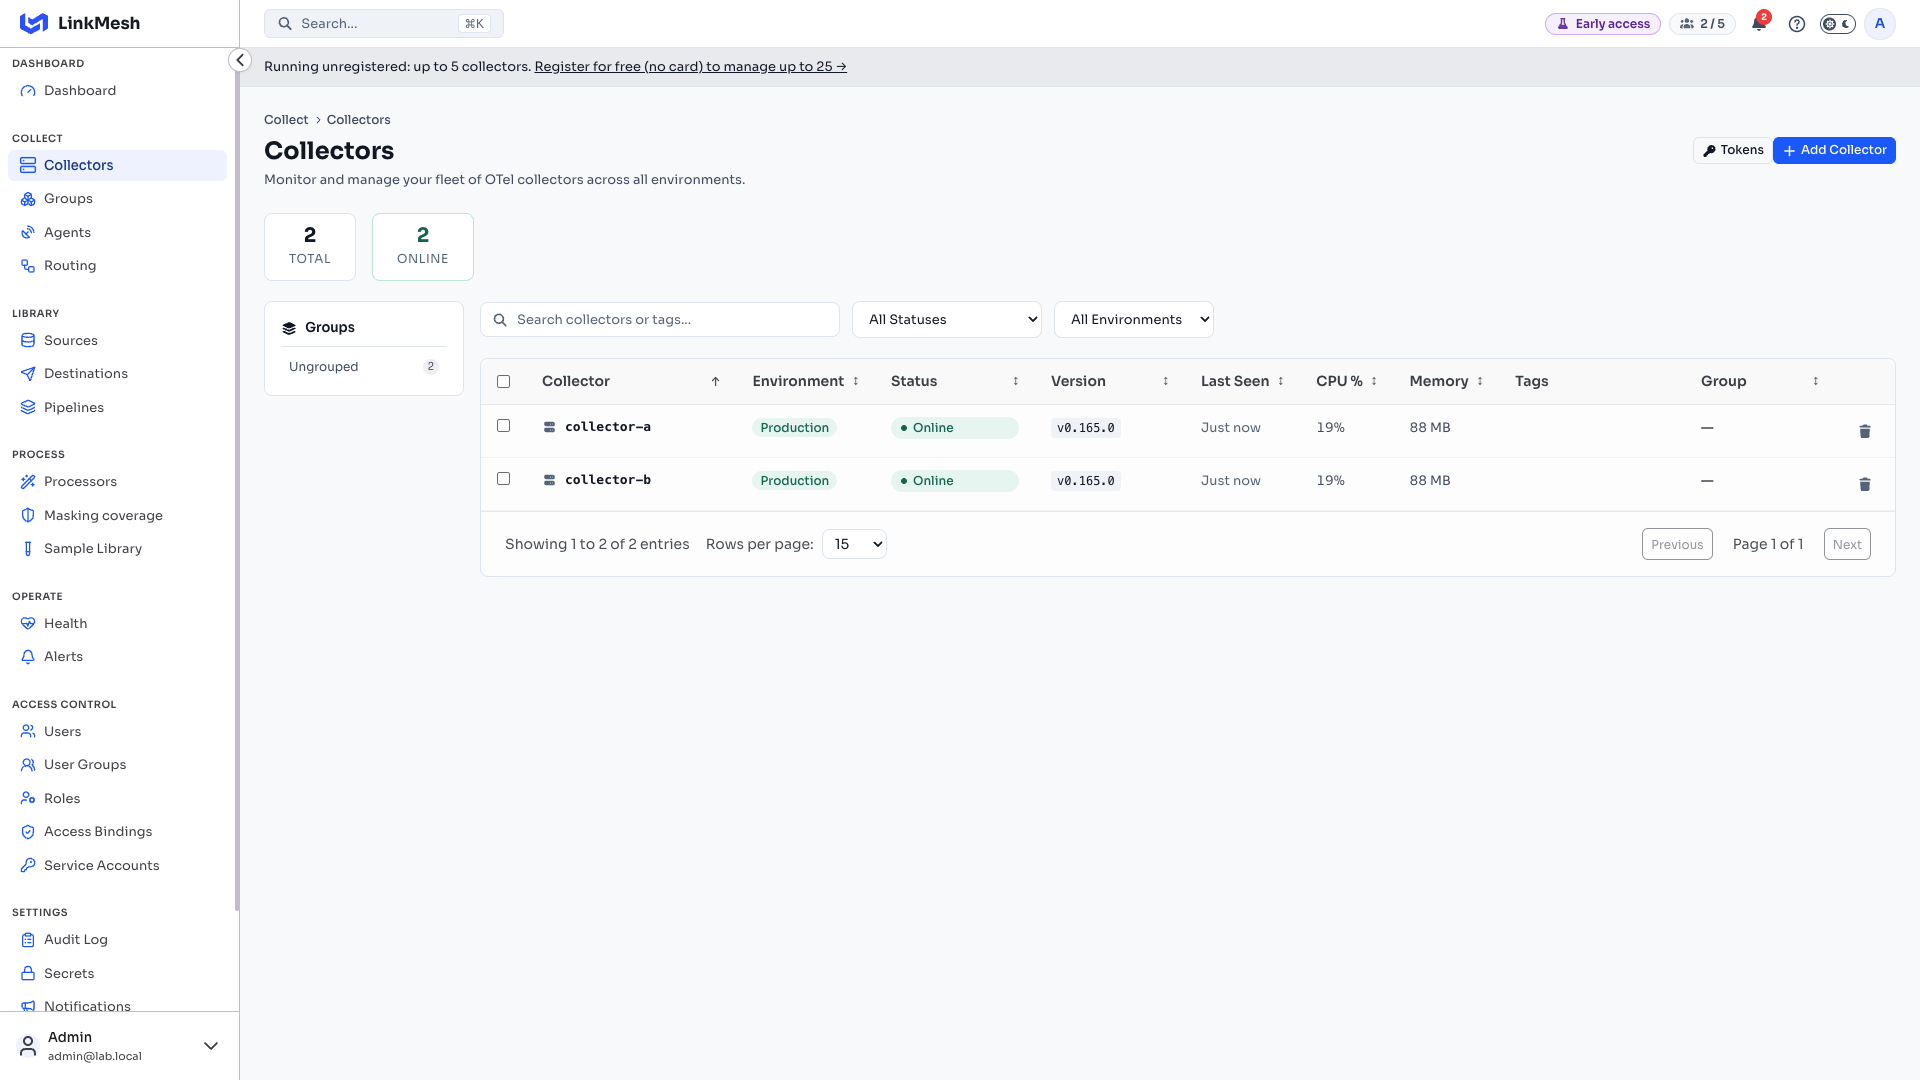 LinkMesh
Search...
⌘K
Early access
2 / 5
2
A
DASHBOARD
Dashboard
COLLECT
Collectors
Groups
Agents
Routing
LIBRARY
Sources
Destinations
Pipelines
PROCESS
Processors
Masking coverage
Sample Library
OPERATE
Health
Alerts
ACCESS CONTROL
Users
User Groups
Roles
Access Bindings
Service Accounts
SETTINGS
Audit Log
Secrets
Notifications
Admin
admin@lab.local
Running unregistered: up to 5 collectors. Register for free (no card) to manage up to 25 →
Collect > Collectors
Collectors
Monitor and manage your fleet of OTel collectors across all environments.
Tokens
+ Add Collector
2
TOTAL
2
ONLINE
Groups
Ungrouped 2
Search collectors or tags...
All Statuses
All Environments
Collector ↑ Environment ↕ Status ↕ Version ↕ Last Seen ↕ CPU % ↕ Memory ↕ Tags Group ↕
collector-a Production Online v0.165.0 Just now 19% 88 MB —
collector-b Production Online v0.165.0 Just now 19% 88 MB —
Showing 1 to 2 of 2 entries Rows per page: 15
Previous Page 1 of 1 Next